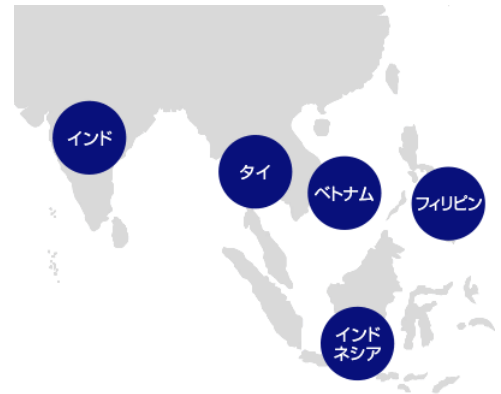 インド
タイ
ベトナム
フィリピン
インド
ネシア